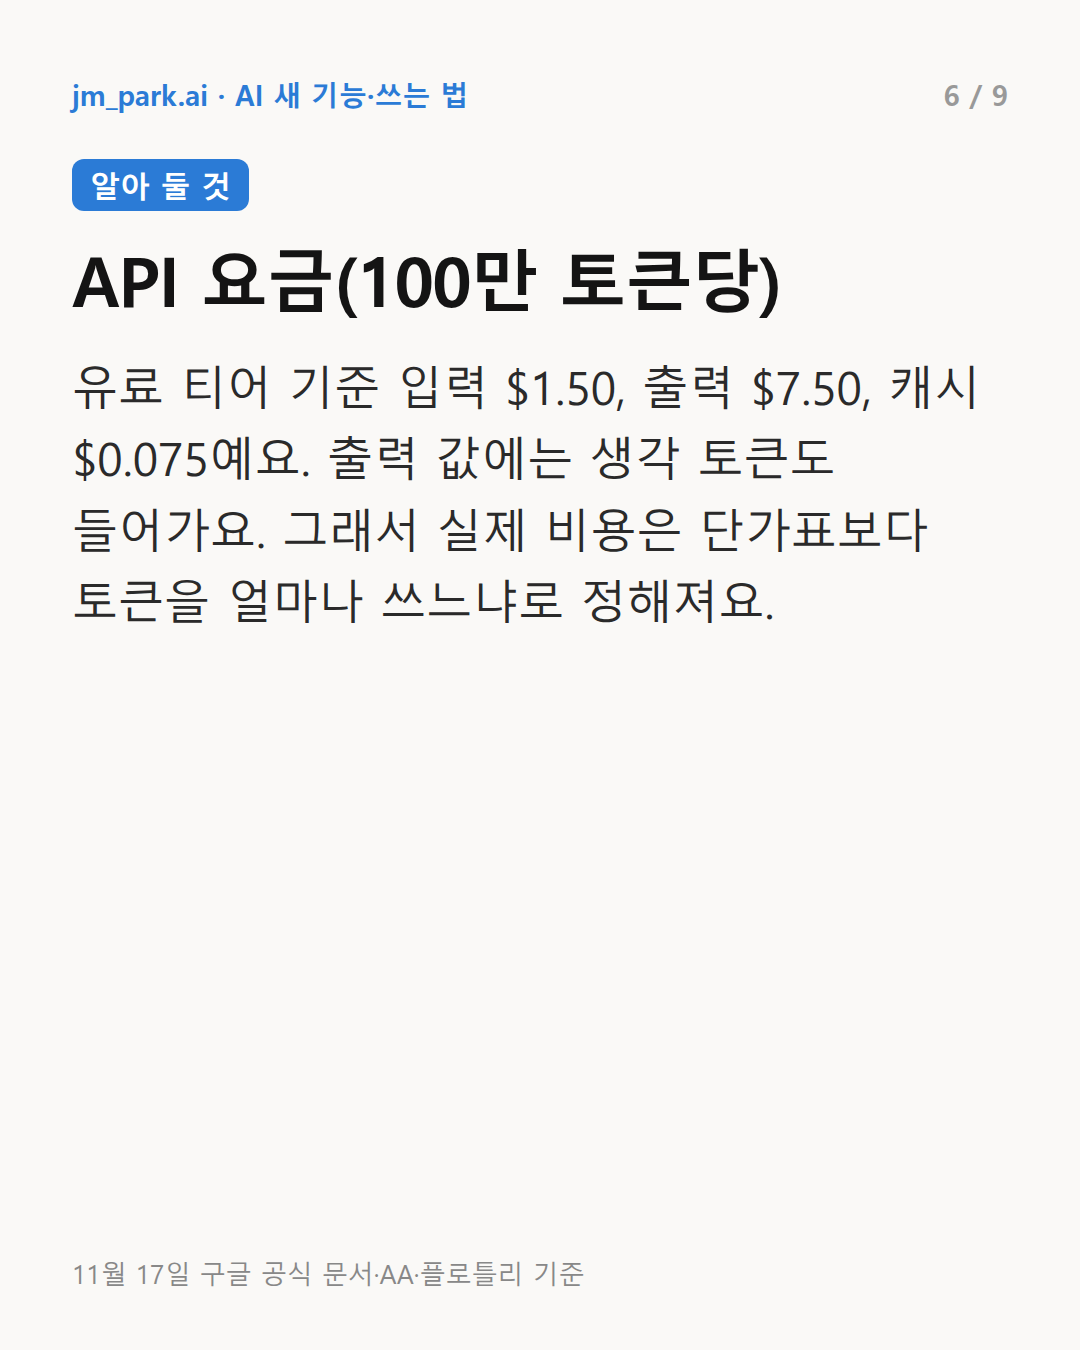 jm_park.ai · AI 새 기능·쓰는 법
6 / 9
알아 둘 것
API 요금(100만 토큰당)
유료 티어 기준 입력 $1.50, 출력 $7.50, 캐시
$0.075예요. 출력 값에는 생각 토큰도
들어가요. 그래서 실제 비용은 단가표보다
토큰을 얼마나 쓰느냐로 정해져요.
11월 17일 구글 공식 문서·AA·플로틀리 기준